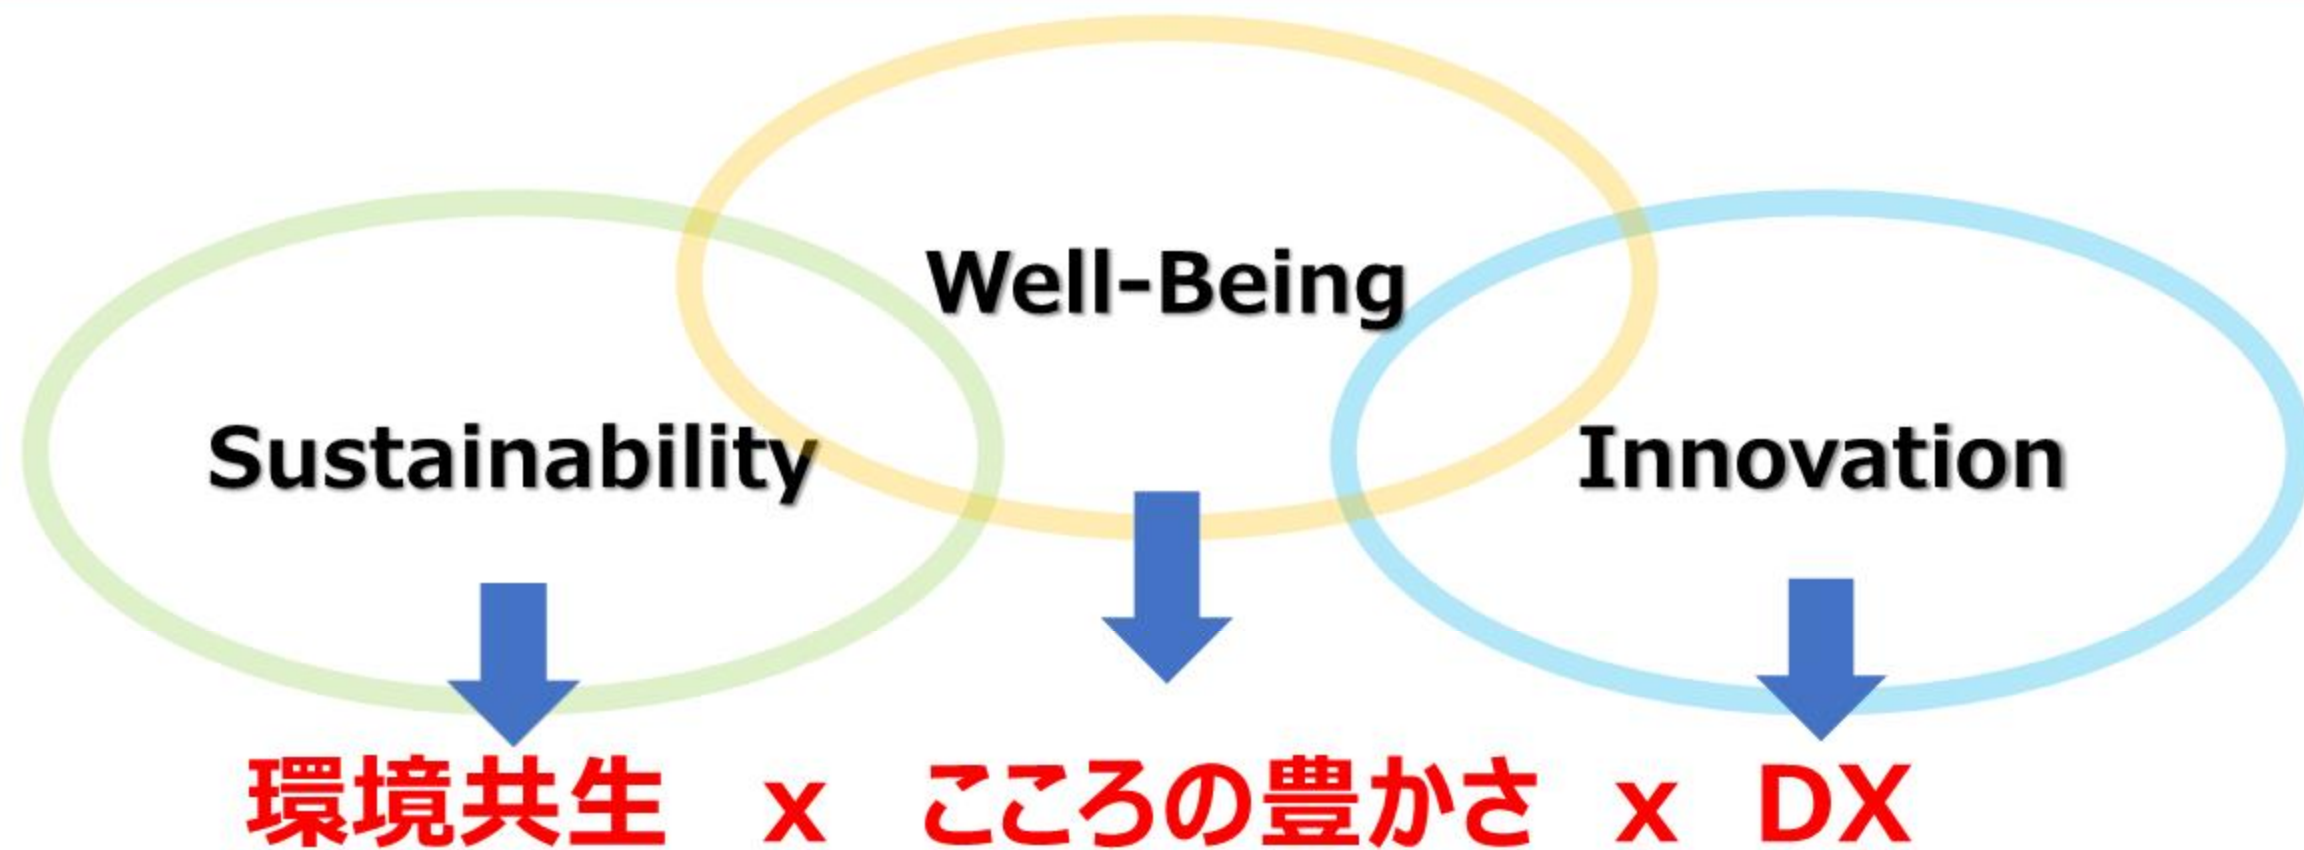 Well-Being
Sustainability
Innovation
環境共生 x こころの豊かさ x DX